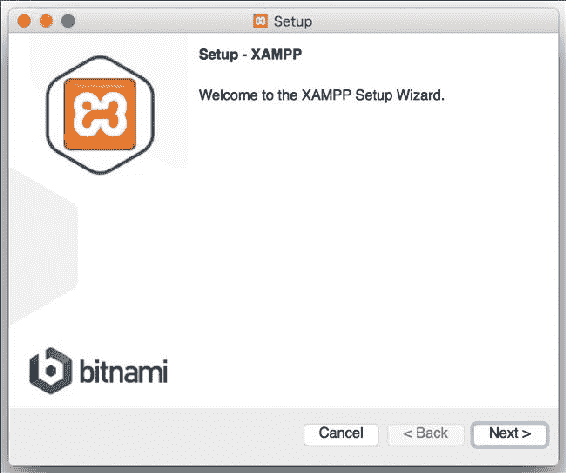 Setup
Setup - XAMPP
Welcome to the XAMPP Setup Wizard.
bitnami
Cancel
< Back
Next >